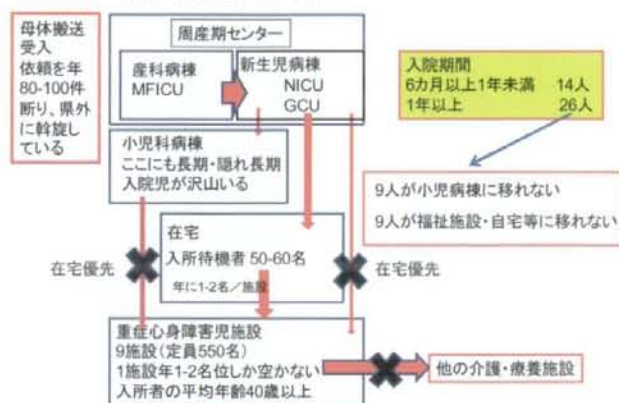 母体搬送
受入
依頼を年
80-100件
断り、県外
に斡旋し
ている
周産期センター
産科病棟
MFICU
新生児病棟
NICU
GCU
入院期間
6カ月以上1年未満 14人
1年以上 26人
小児科病棟
ここにも長期・隠れ長期
入院児が沢山いる
9人が小児病棟に移れない
9人が福祉施設・自宅等に移れない
在宅
入所待機者 50-60名
年に1-2名／施設
在宅優先
在宅優先
重症心身障害児施設
9施設(定員550名)
1施設年1-2名位しか空かない
入所者の平均年齢40歳以上
他の介護・療養施設